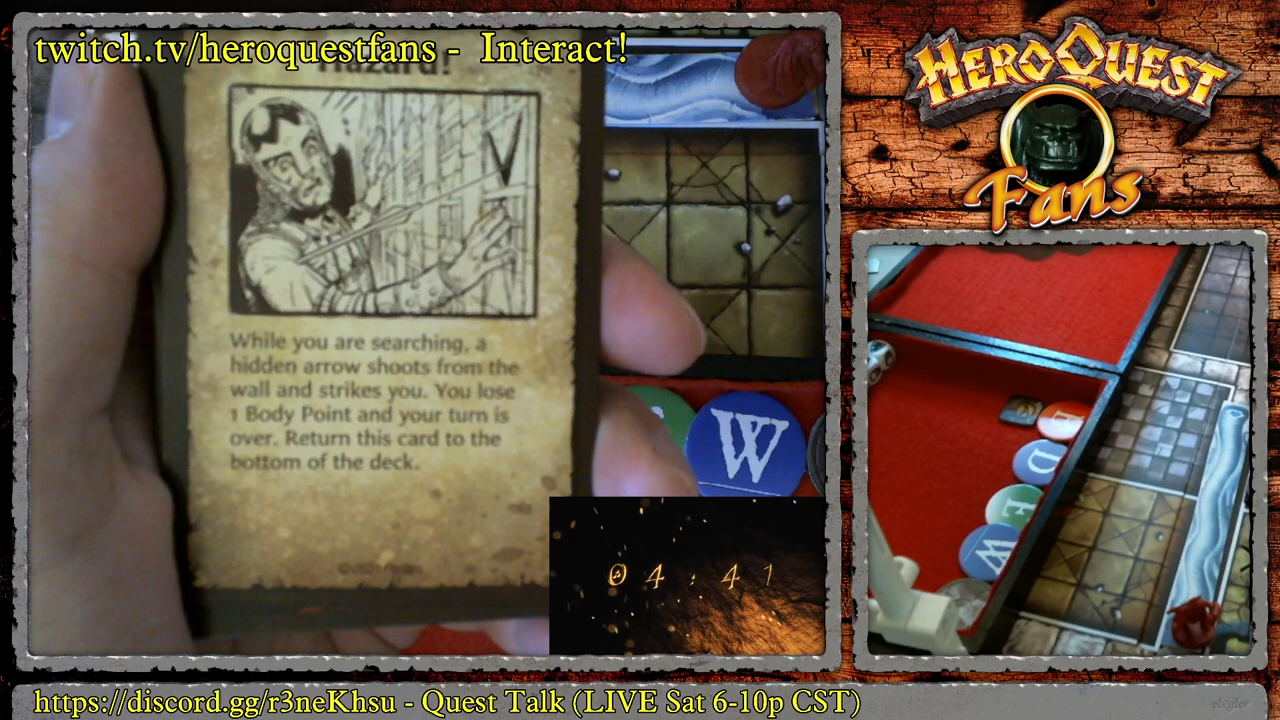 twitch.tv/heroquestfans - Interact!
HEROQUEST
Fans
Hazard!
While you are searching, a
hidden arrow shoots from the
wall and strikes you. You lose
1 Body Point and your turn is
over. Return this card to the
bottom of the deck.
W
04:41
D
E
W
https://discord.gg/r3neKhsu - Quest Talk (LIVE Sat 6-10p CST)